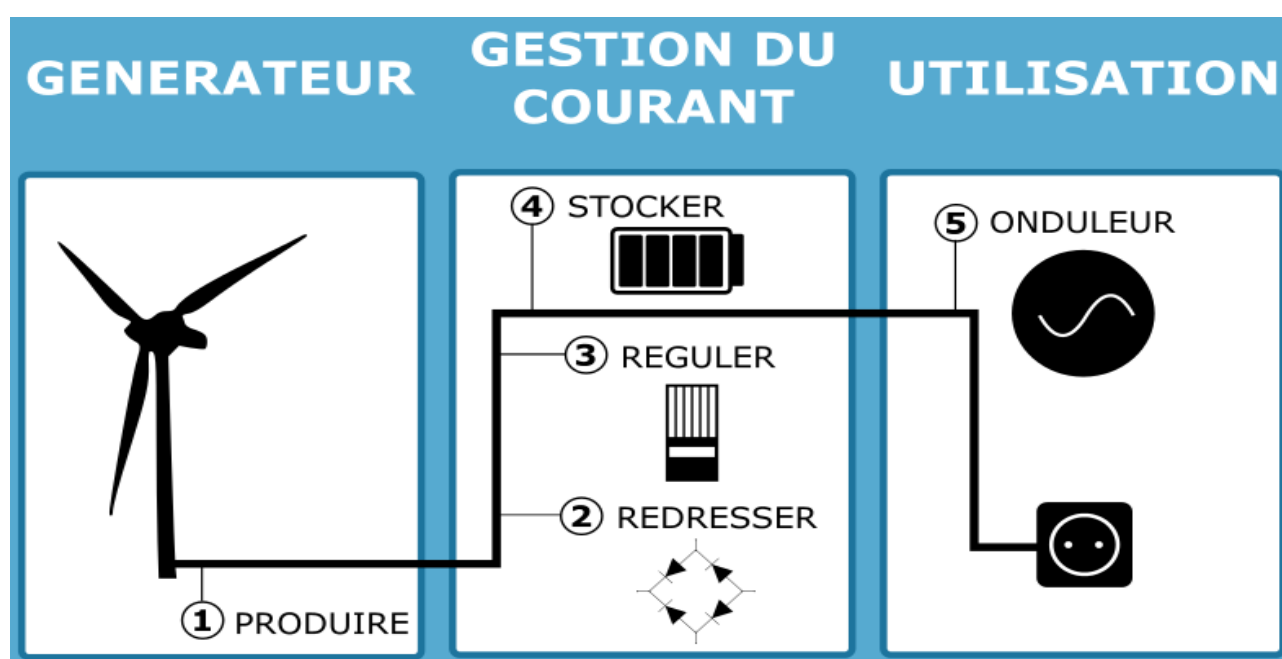 GENERATEUR
GESTION DU
COURANT
UTILISATION
1 PRODUIRE
4 STOCKER
3 REGULER
2 REDRESSER
5 ONDULEUR